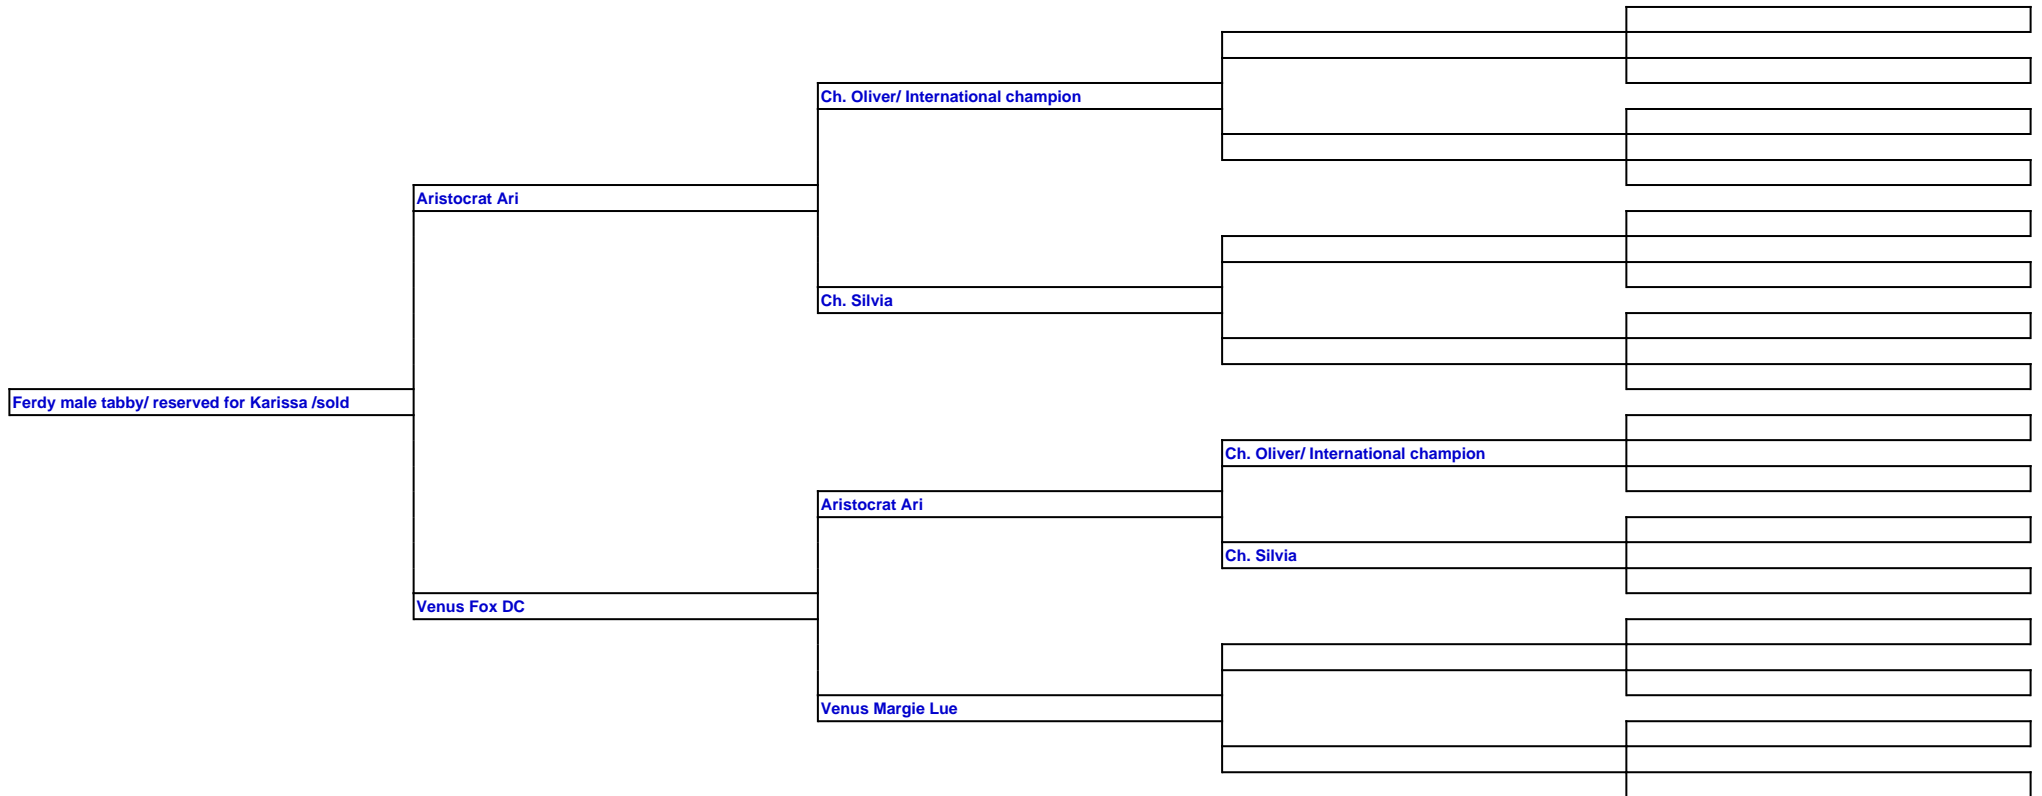 Ch. Oliver/ International champion
Aristocrat Ari
Ch. Silvia
Ferdy male tabby/ reserved for Karissa /sold
Ch. Oliver/ International champion
Aristocrat Ari
Ch. Silvia
Venus Fox DC
Venus Margie Lue